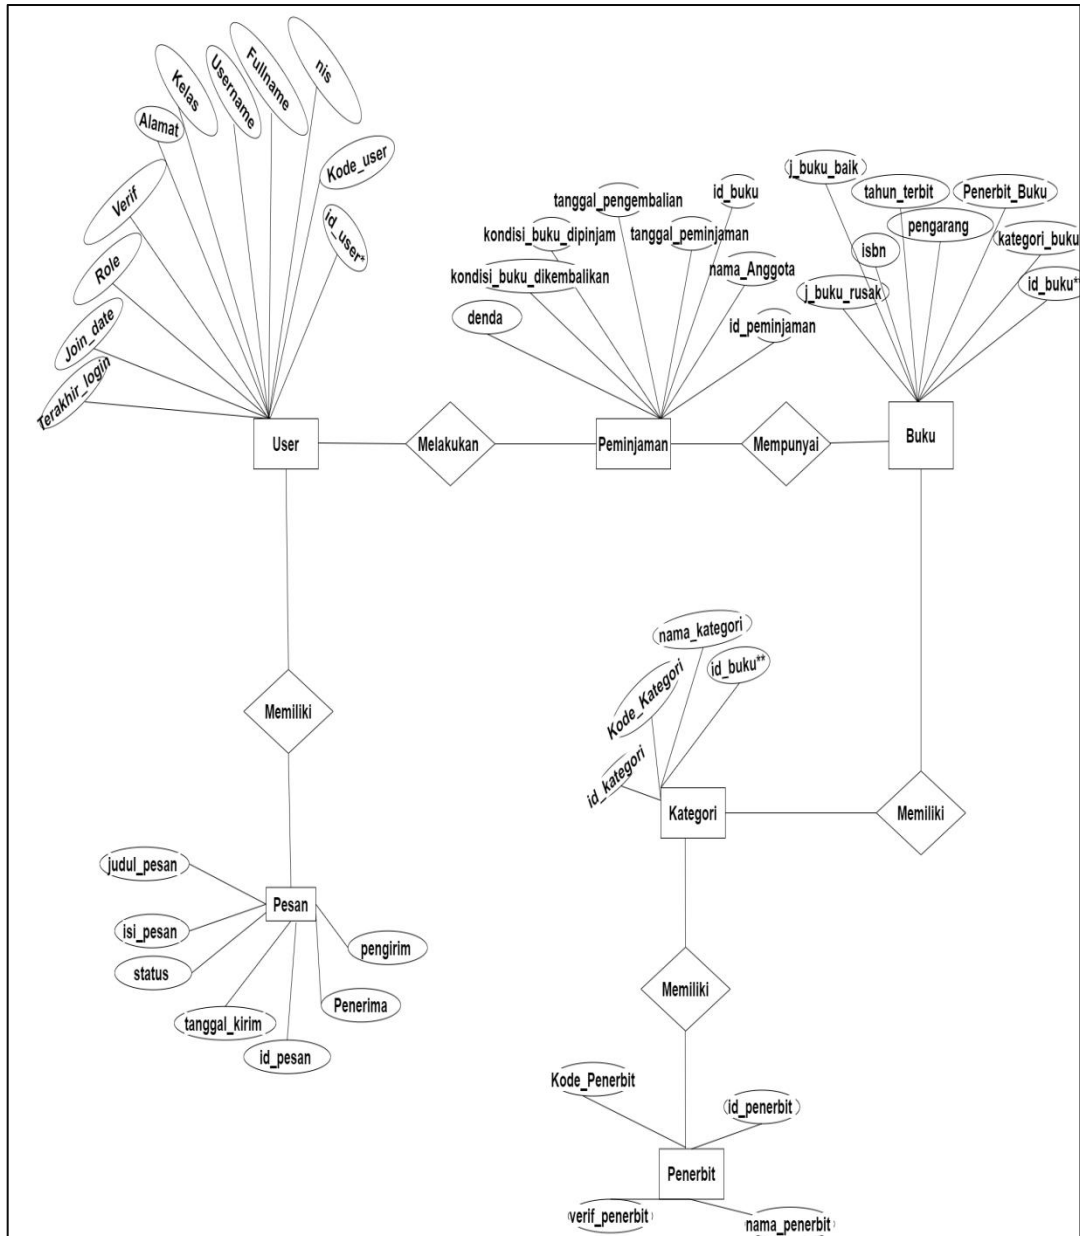 nis
Fullname
Username
Kelas
Alamat
Kode_user
Verif
id_user*
Role
Join_date
Terakhir_login
User
Melakukan
tanggal_pengembalian
id_buku
kondisi_buku_dipinjam
tanggal_peminjaman
kondisi_buku_dikembalikan
nama_Anggota
denda
id_peminjaman
Peminjaman
Mempunyai
j_buku_baik
tahun_terbit
Penerbit_Buku
pengarang
isbn
kategori_buku
j_buku_rusak
id_buku**
Buku
Memiliki
nama_kategori
id_buku**
Kode_Kategori
id_kategori
Kategori
Memiliki
judul_pesan
Pesan
isi_pesan
pengirim
status
Penerima
tanggal_kirim
id_pesan
Memiliki
Kode_Penerbit
id_penerbit
Penerbit
verif_penerbit
nama_penerbit